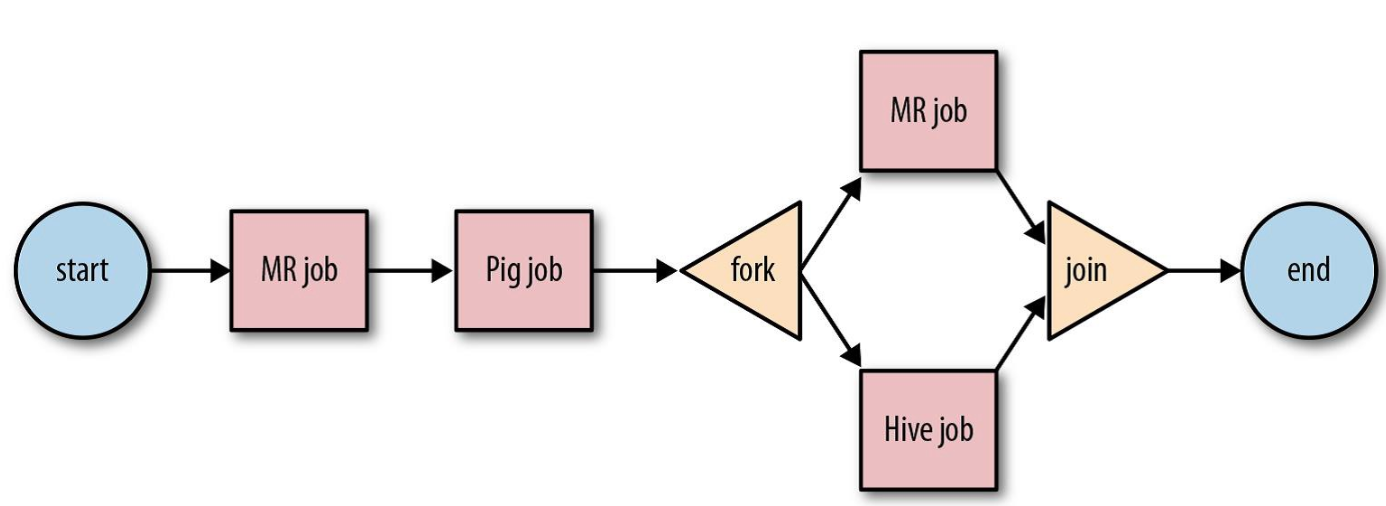 start
MR job
Pig job
fork
MR job
Hive job
join
end